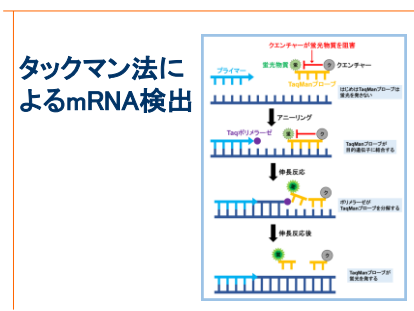 タックマン法に
よるmRNA検出
クエンチャーが蛍光物質を阻害
蛍光物質
蛍
ク
クエンチャー
プライマー
TaqManプローブ
はじめはTaqManプローブは
蛍光を発さない
アニーリング
Taqポリメラーゼ
蛍
ク
TaqManプローブが
目的遺伝子に結合する
伸長反応
ク
ポリメラーゼが
TaqManプローブを分解する
伸長反応後
ク
TaqManプローブが
蛍光を発する